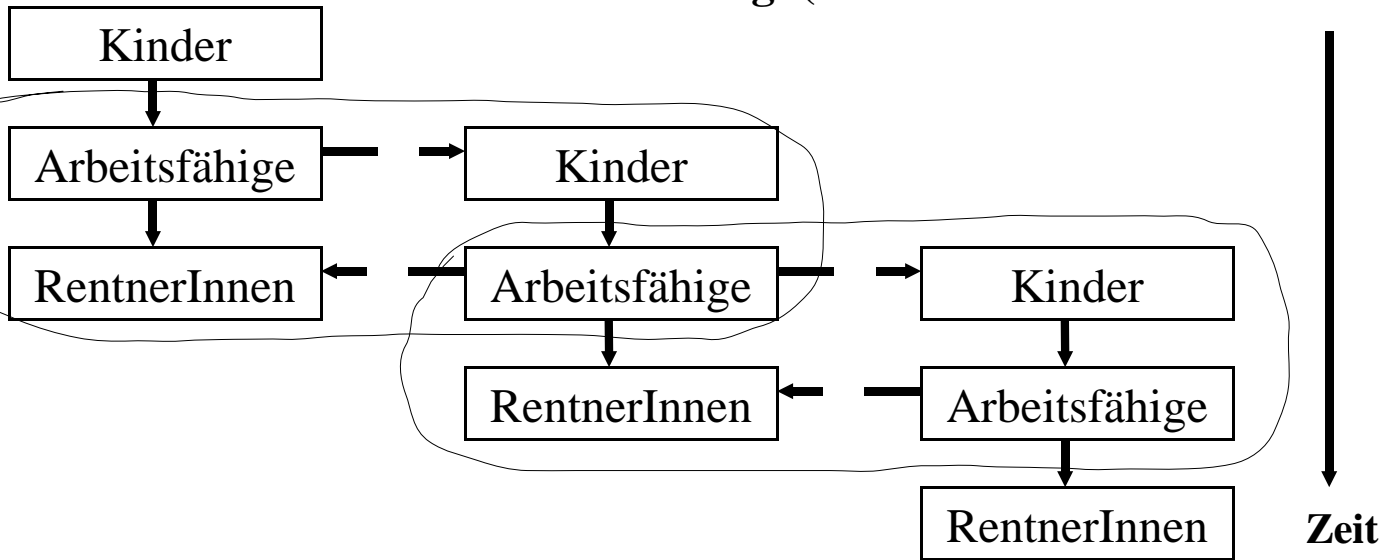 Kinder
Arbeitsfähige
Kinder
RentnerInnen
Arbeitsfähige
Kinder
RentnerInnen
Arbeitsfähige
RentnerInnen
Zeit